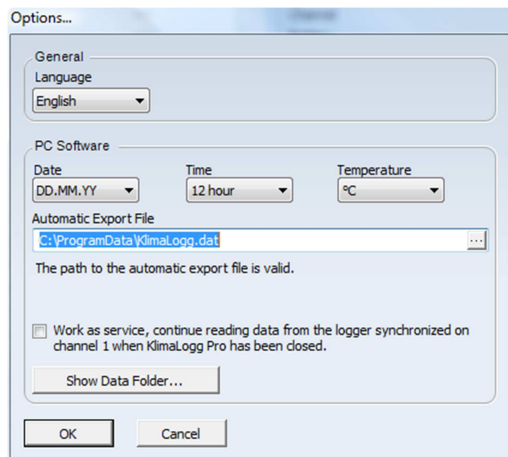 Options...
General
Language
English
PC Software
Date Time Temperature
DD.MM.YY 12 hour °C
Automatic Export File
C:\ProgramData\KlimaLogg.dat ...
The path to the automatic export file is valid.
Work as service, continue reading data from the logger synchronized on
channel 1 when KlimaLogg Pro has been closed.
Show Data Folder...
OK Cancel